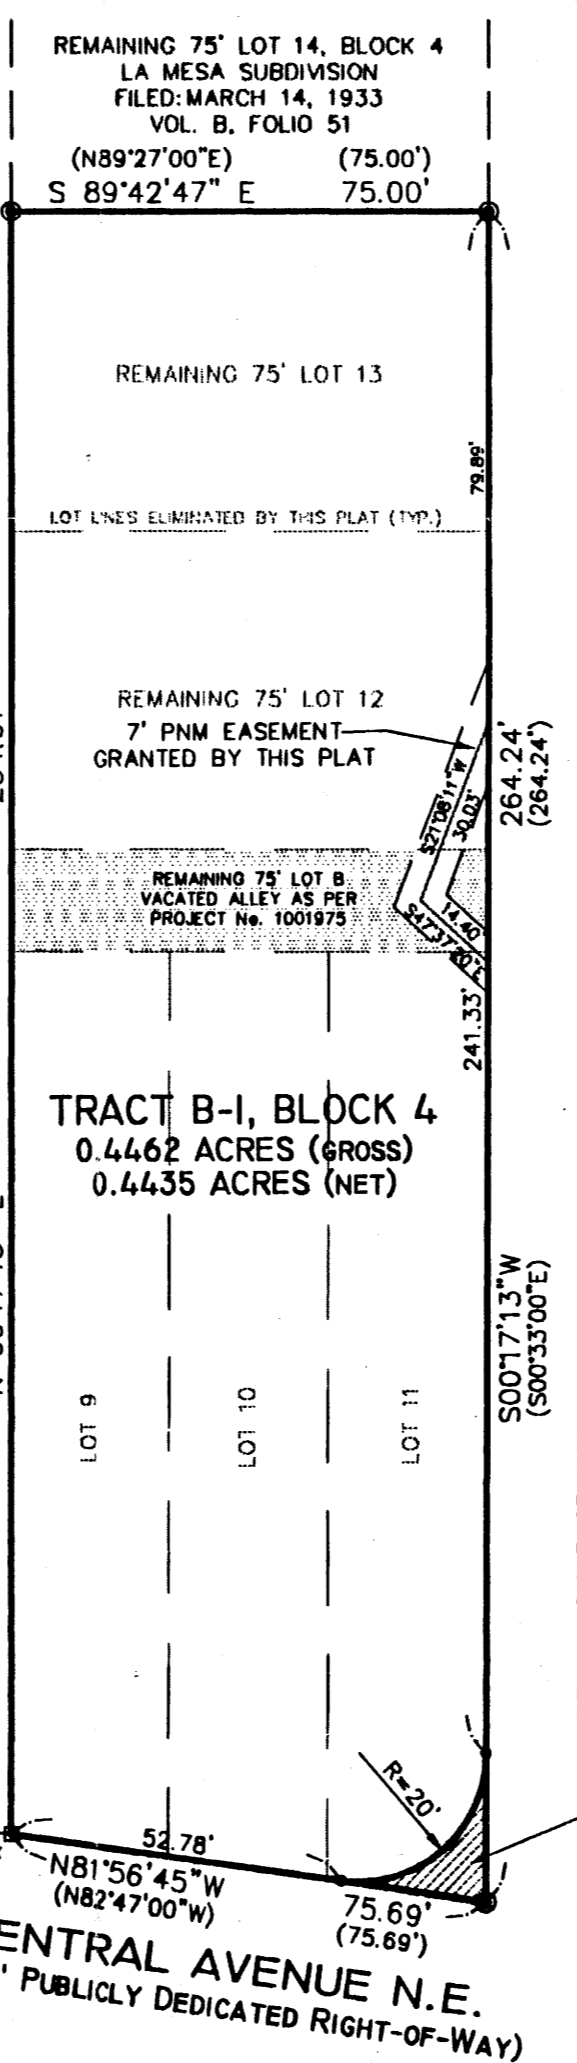 REMAINING 75' LOT 14, BLOCK 4
LA MESA SUBDIVISION
FILED: MARCH 14, 1933
VOL. B, FOLIO 51
(N89°27'00"E) (75.00')
S 89°42'47" E 75.00'
REMAINING 75' LOT 13
79.89'
LOT LINES ELIMINATED BY THIS PLAT (TYP.)
REMAINING 75' LOT 12
7' PNM EASEMENT
GRANTED BY THIS PLAT
S21°08'11"W
30.03'
264.24'
(264.24')
REMAINING 75' LOT B
VACATED ALLEY AS PER
PROJECT No. 1001975
14.40'
S47°37'20"E
241.33'
TRACT B-1, BLOCK 4
0.4462 ACRES (GROSS)
0.4435 ACRES (NET)
S00°17'13"W
(S00°33'00"E)
LOT 9
LOT 10
LOT 11
R=20'
52.78'
N81°56'45"W
(N82°47'00"W)
75.69'
(75.69')
ENTRAL AVENUE N.E.
' PUBLICLY DEDICATED RIGHT-OF-WAY)